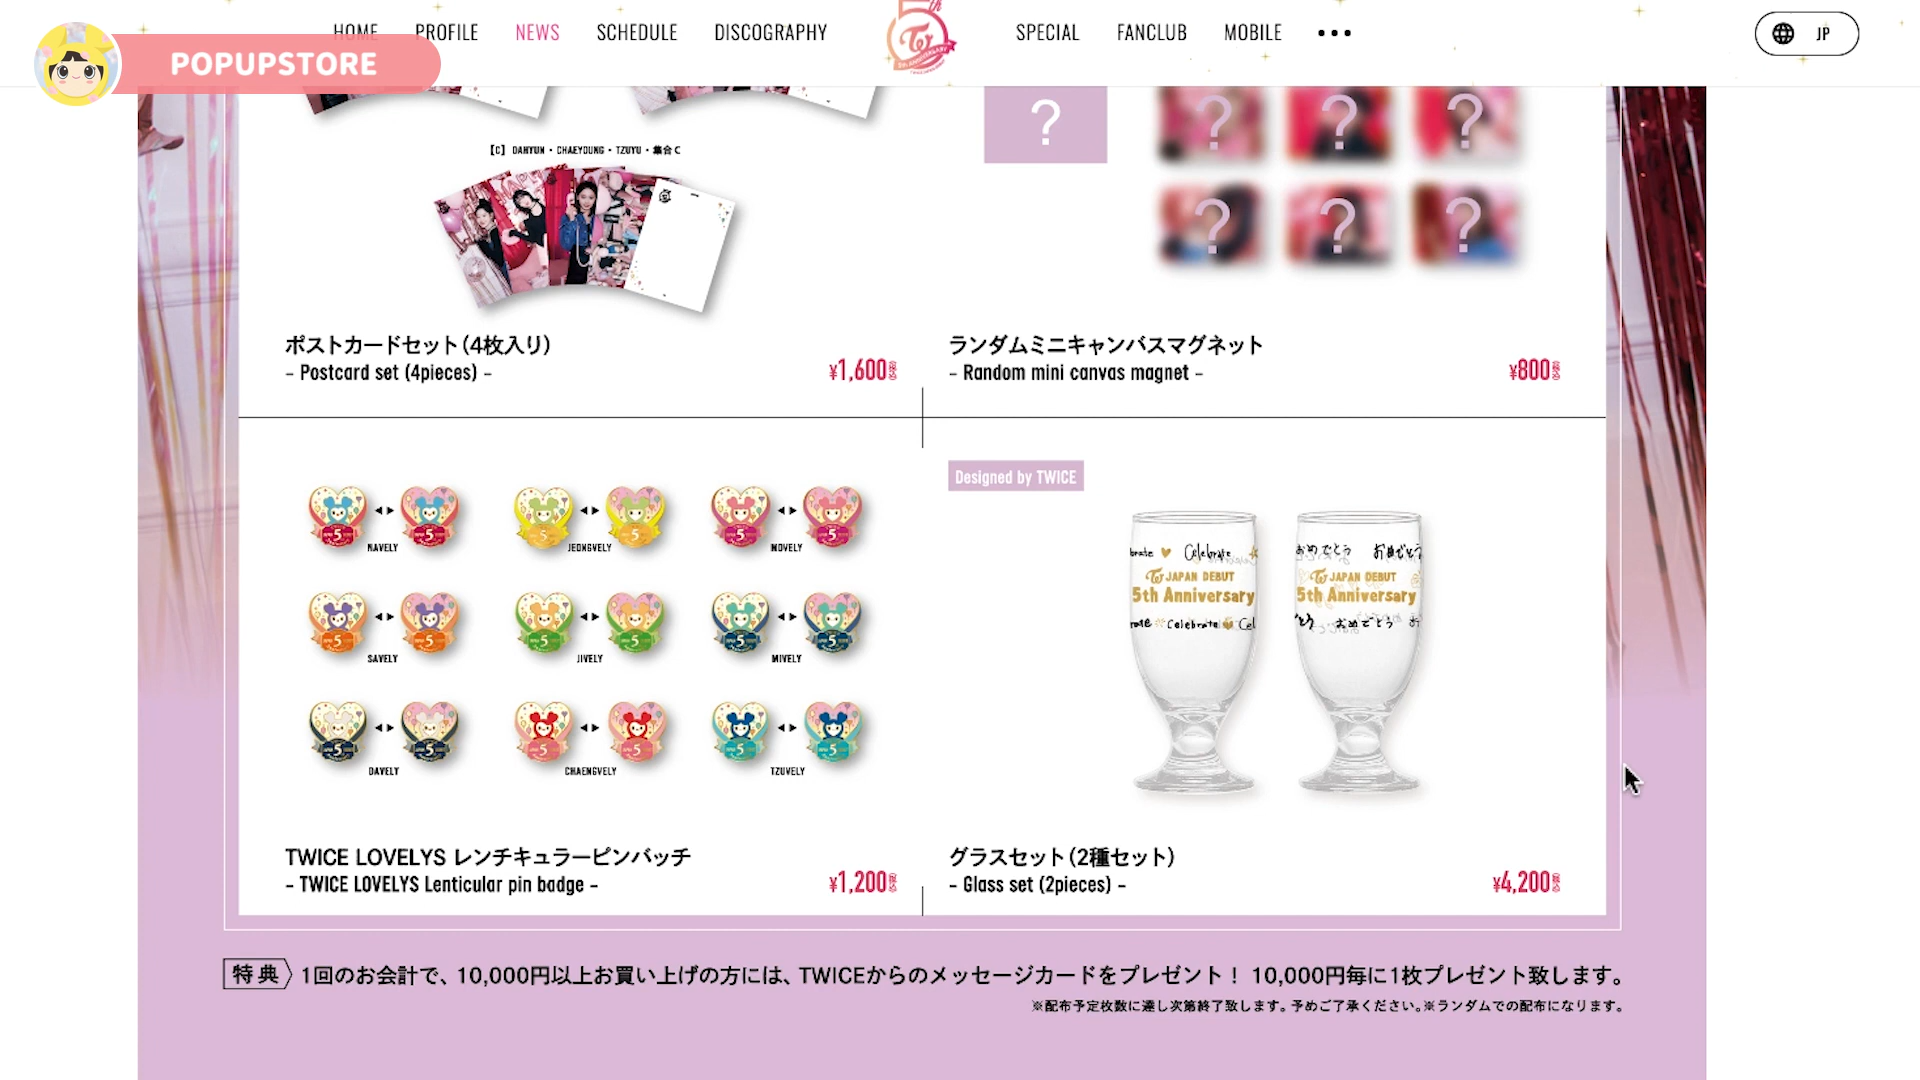 HOME PROFILE NEWS SCHEDULE DISCOGRAPHY SPECIAL FANCLUB MOBILE
JP
POPUPSTORE
【C】 DAHYUN・CHAEYOUNG・TZUYU・集合C
? ? ? ?
? ? ?
ポストカードセット(4枚入り)
- Postcard set (4pieces) -
¥1,600
ランダムミニキャンバスマグネット
- Random mini canvas magnet -
¥800
NAVELY JEONGVELY MOVELY
SAVELY JIVELY MIVELY
DAVELY CHAENGVELY TZUVELY
TWICE LOVELYS レンチキュラーピンバッチ
- TWICE LOVELYS Lenticular pin badge -
¥1,200
Designed by TWICE
Celebrate
JAPAN DEBUT
5th Anniversary
Celebrate
おめでとう おめでとう
JAPAN DEBUT
5th Anniversary
おめでとう
グラスセット(2種セット)
- Glass set (2pieces) -
¥4,200
特典 1回のお会計で、10,000円以上お買い上げの方には、TWICEからのメッセージカードをプレゼント! 10,000円毎に1枚プレゼント致します。
※配布予定枚数に達し次第終了致します。予めご了承ください。※ランダムでの配布になります。